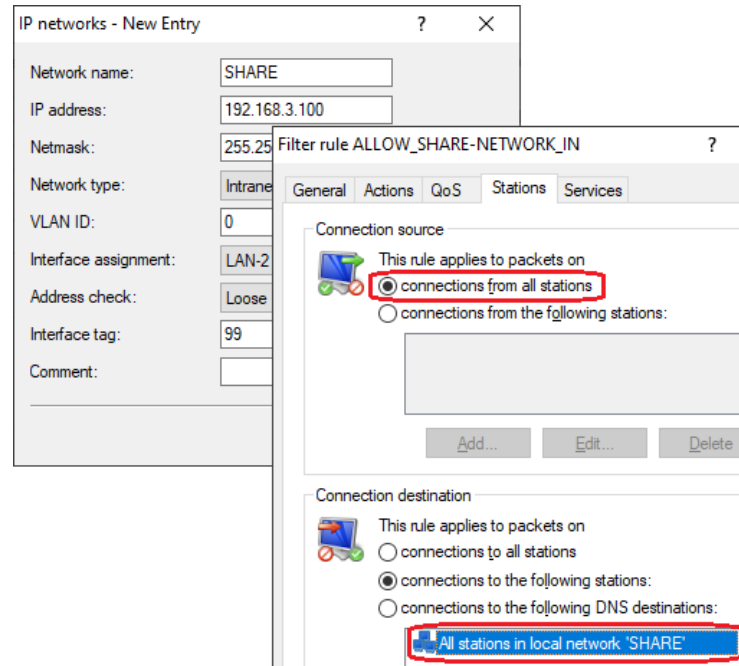 IP networks - New Entry ? ×
Network name: SHARE
IP address: 192.168.3.100
Netmask: 255.25
Network type: Intrane
VLAN ID: 0
Interface assignment: LAN-2
Address check: Loose
Interface tag: 99
Comment:
Filter rule ALLOW_SHARE-NETWORK_IN ?
General Actions QoS Stations Services
Connection source
This rule applies to packets on
connections from all stations
connections from the following stations:
Add... Edit... Delete
Connection destination
This rule applies to packets on
connections to all stations
connections to the following stations:
connections to the following DNS destinations:
All stations in local network 'SHARE'